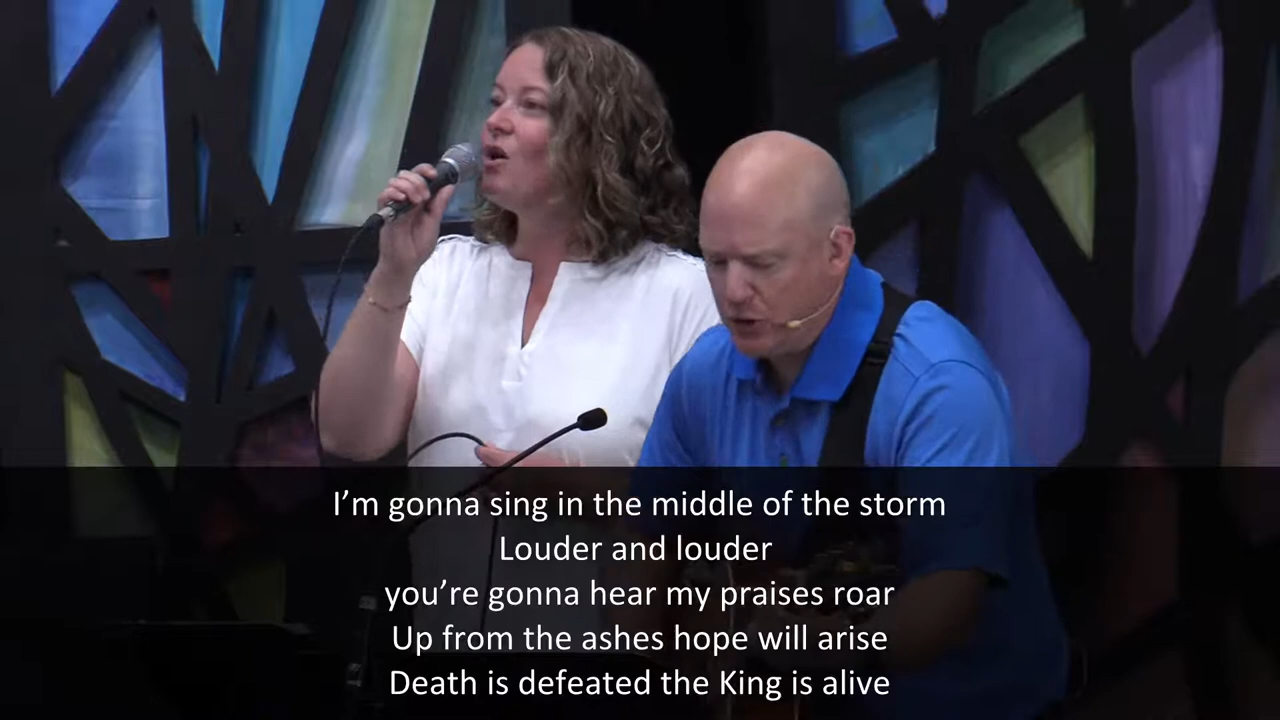 I’m gonna sing in the middle of the storm
Louder and louder
you’re gonna hear my praises roar
Up from the ashes hope will arise
Death is defeated the King is alive